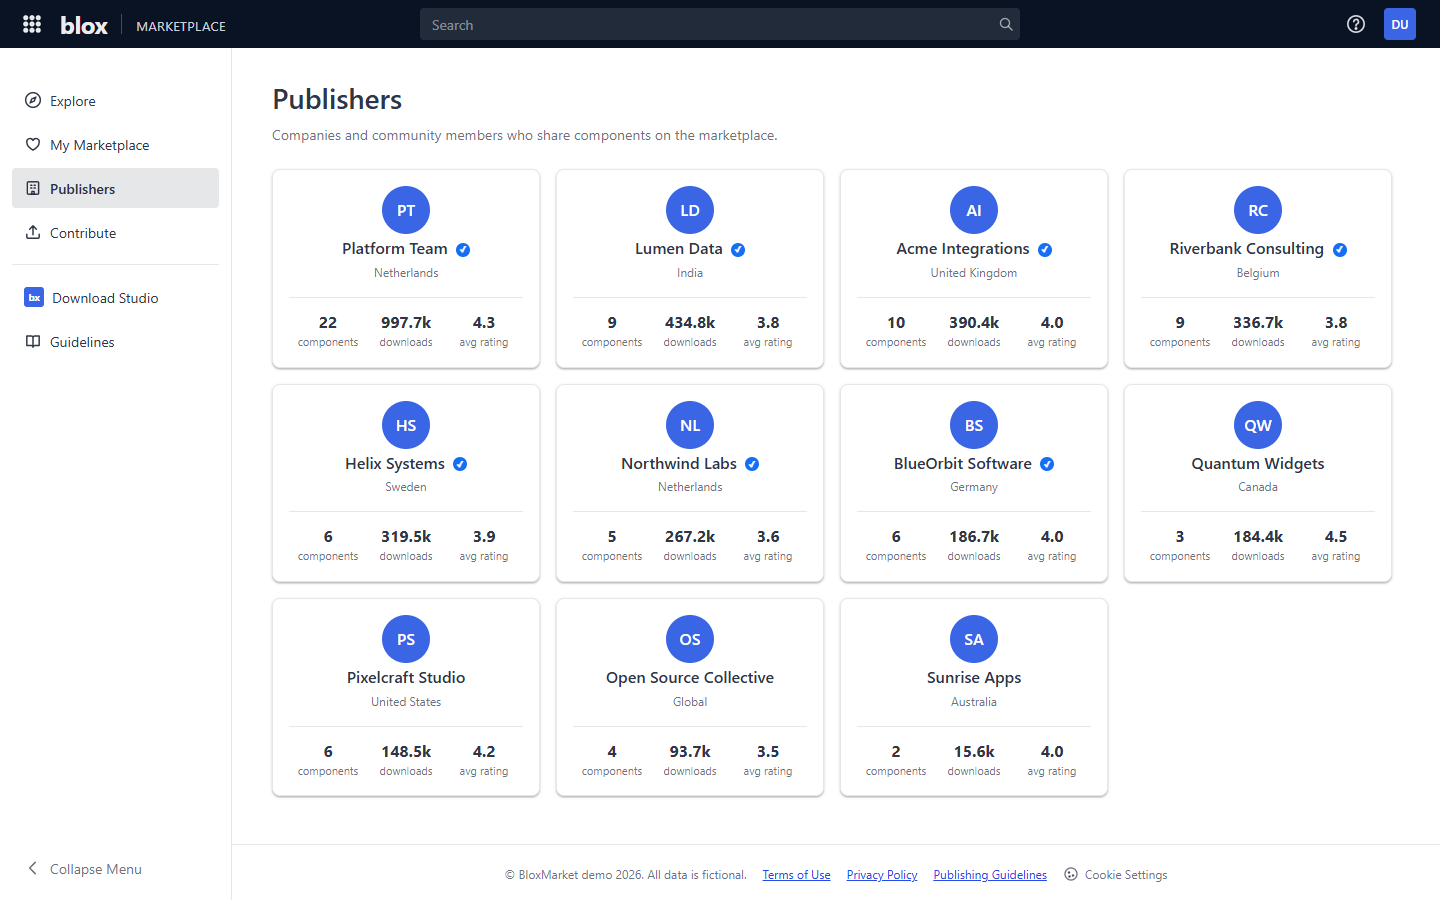 blox MARKETPLACE Search DU
Explore
My Marketplace
Publishers
Contribute
bx Download Studio
Guidelines
Collapse Menu
Publishers
Companies and community members who share components on the marketplace.
PT
Platform Team
Netherlands
22 997.7k 4.3
components downloads avg rating
LD
Lumen Data
India
9 434.8k 3.8
components downloads avg rating
AI
Acme Integrations
United Kingdom
10 390.4k 4.0
components downloads avg rating
RC
Riverbank Consulting
Belgium
9 336.7k 3.8
components downloads avg rating
HS
Helix Systems
Sweden
6 319.5k 3.9
components downloads avg rating
NL
Northwind Labs
Netherlands
5 267.2k 3.6
components downloads avg rating
BS
BlueOrbit Software
Germany
6 186.7k 4.0
components downloads avg rating
QW
Quantum Widgets
Canada
3 184.4k 4.5
components downloads avg rating
PS
Pixelcraft Studio
United States
6 148.5k 4.2
components downloads avg rating
OS
Open Source Collective
Global
4 93.7k 3.5
components downloads avg rating
SA
Sunrise Apps
Australia
2 15.6k 4.0
components downloads avg rating
© BloxMarket demo 2026. All data is fictional. Terms of Use Privacy Policy Publishing Guidelines Cookie Settings